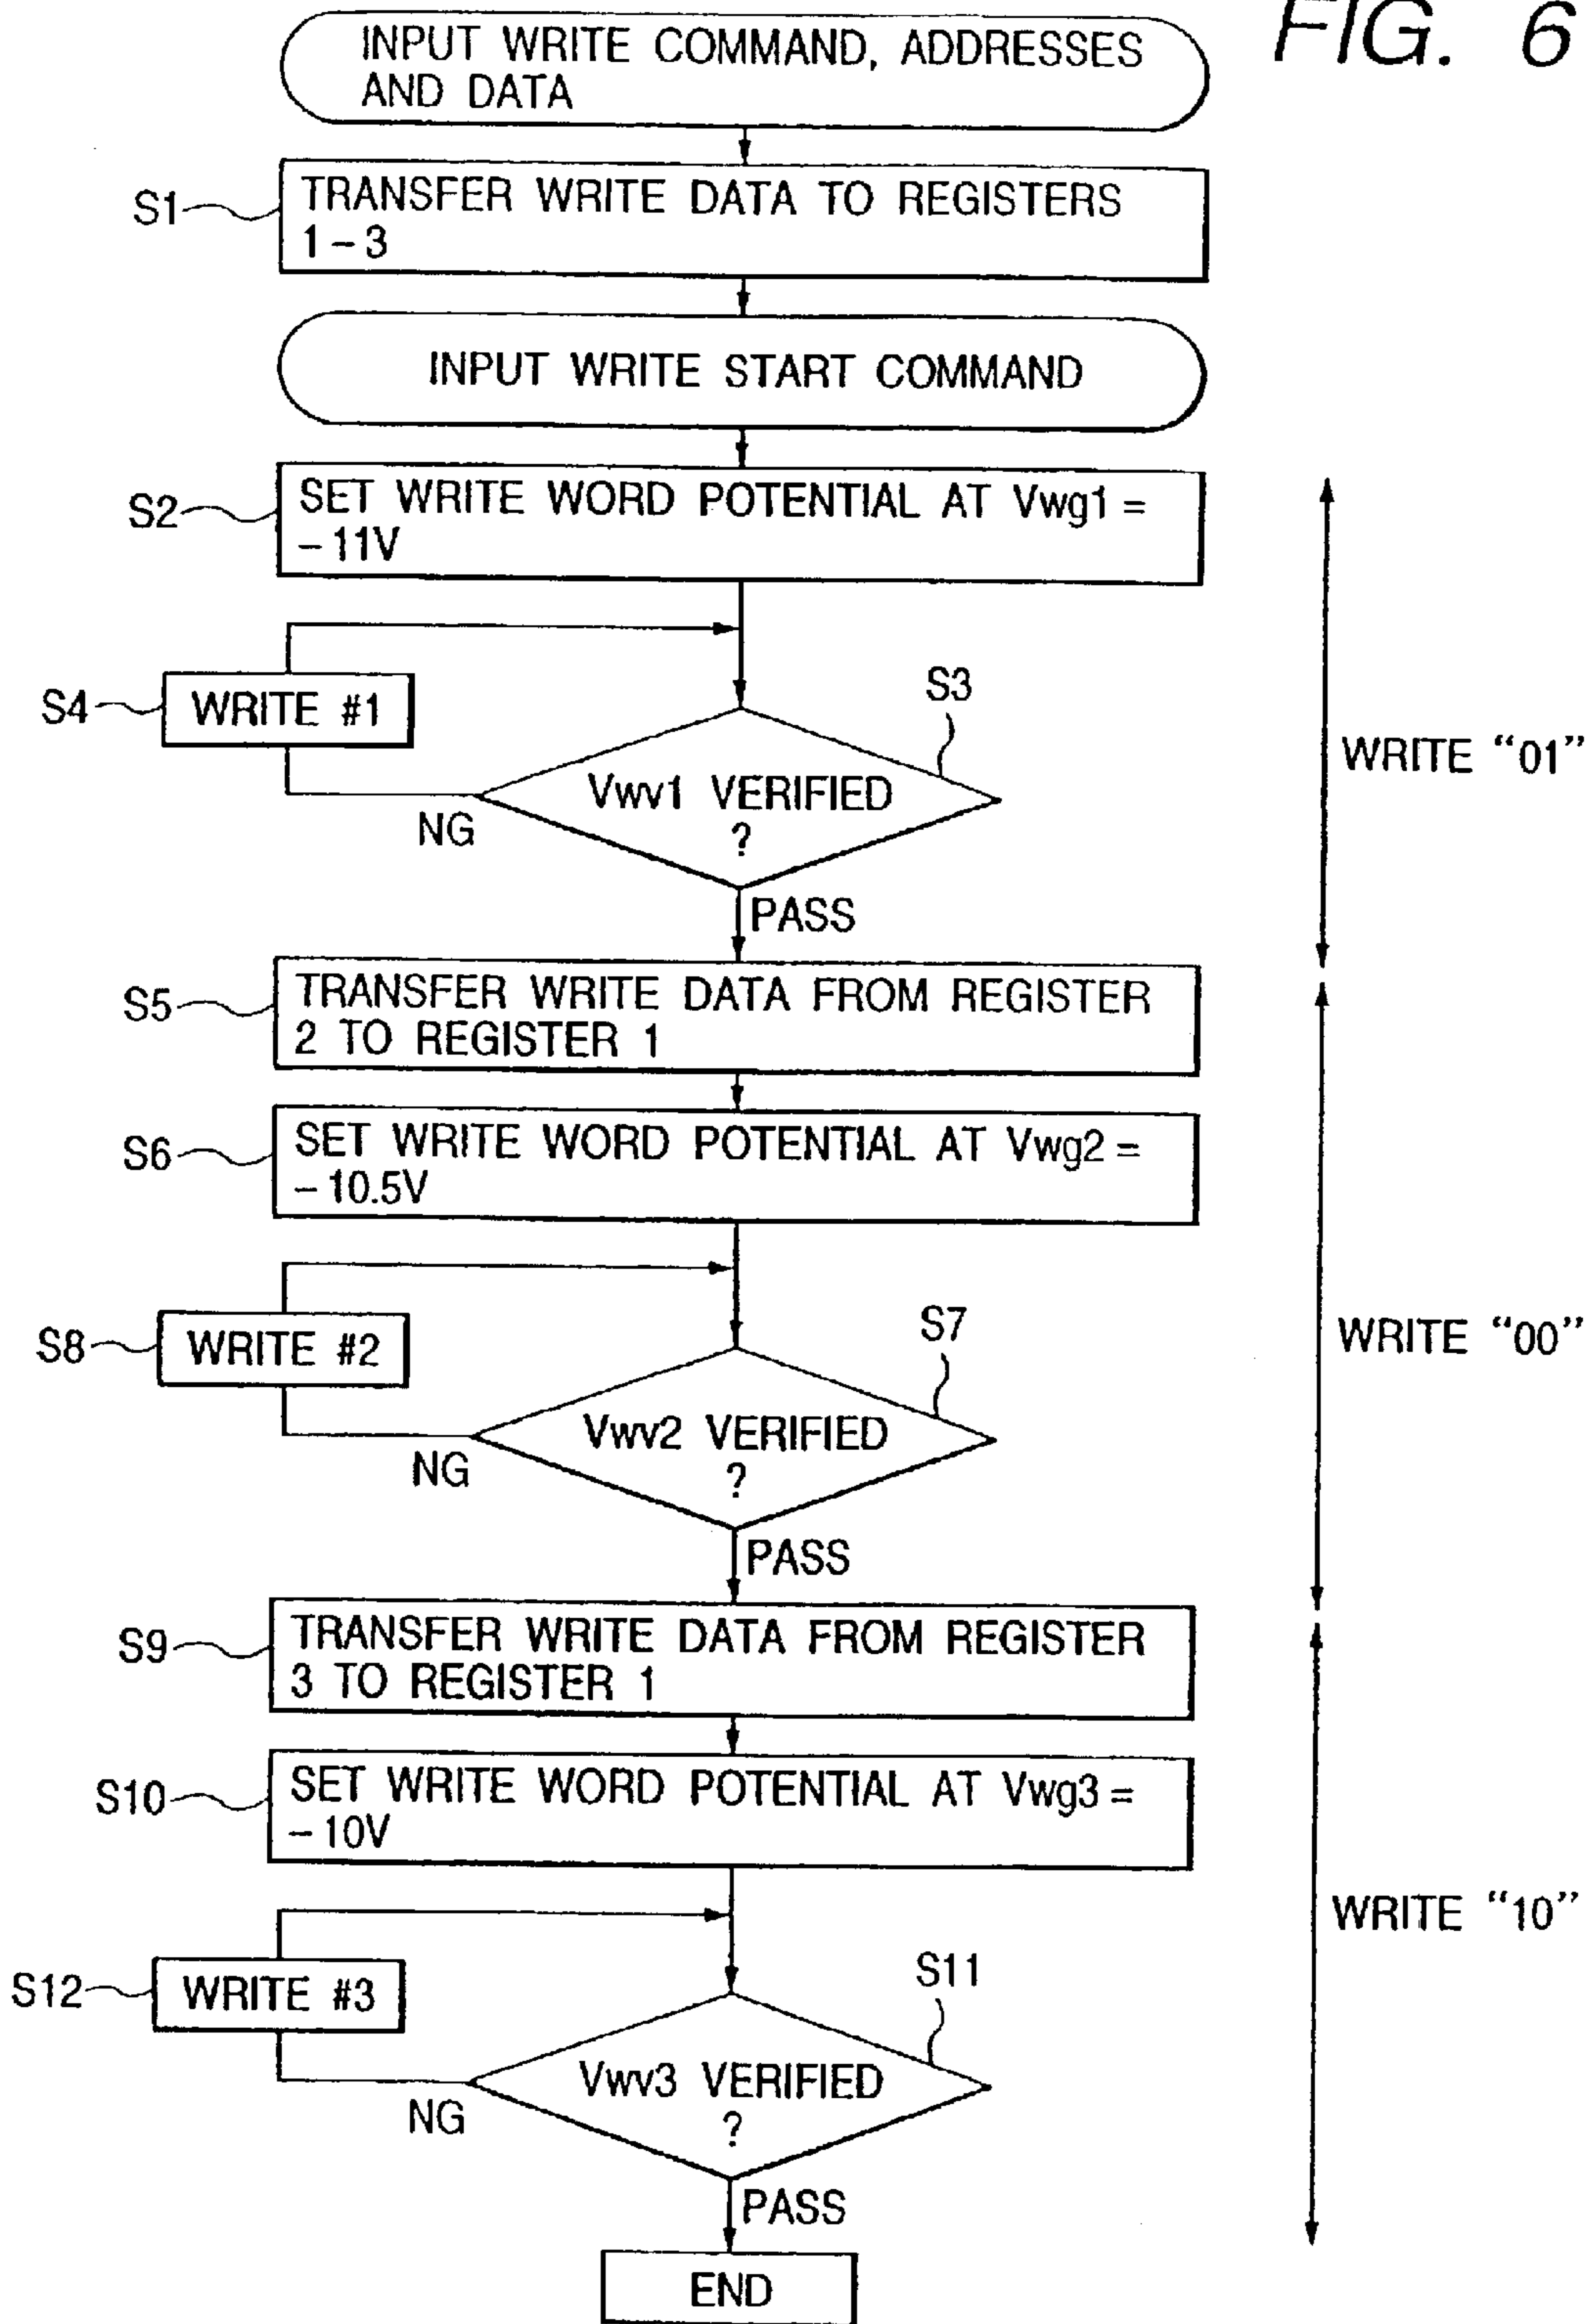 FIG. 6
INPUT WRITE COMMAND, ADDRESSES
AND DATA
S1
TRANSFER WRITE DATA TO REGISTERS
1 – 3
INPUT WRITE START COMMAND
S2
SET WRITE WORD POTENTIAL AT Vwg1 =
– 11V
S4
WRITE #1
S3
Vwv1 VERIFIED
?
NG
PASS
WRITE “01”
S5
TRANSFER WRITE DATA FROM REGISTER
2 TO REGISTER 1
S6
SET WRITE WORD POTENTIAL AT Vwg2 =
– 10.5V
S8
WRITE #2
S7
Vwv2 VERIFIED
?
NG
PASS
WRITE “00”
S9
TRANSFER WRITE DATA FROM REGISTER
3 TO REGISTER 1
S10
SET WRITE WORD POTENTIAL AT Vwg3 =
– 10V
S12
WRITE #3
S11
Vwv3 VERIFIED
?
NG
PASS
WRITE “10”
END